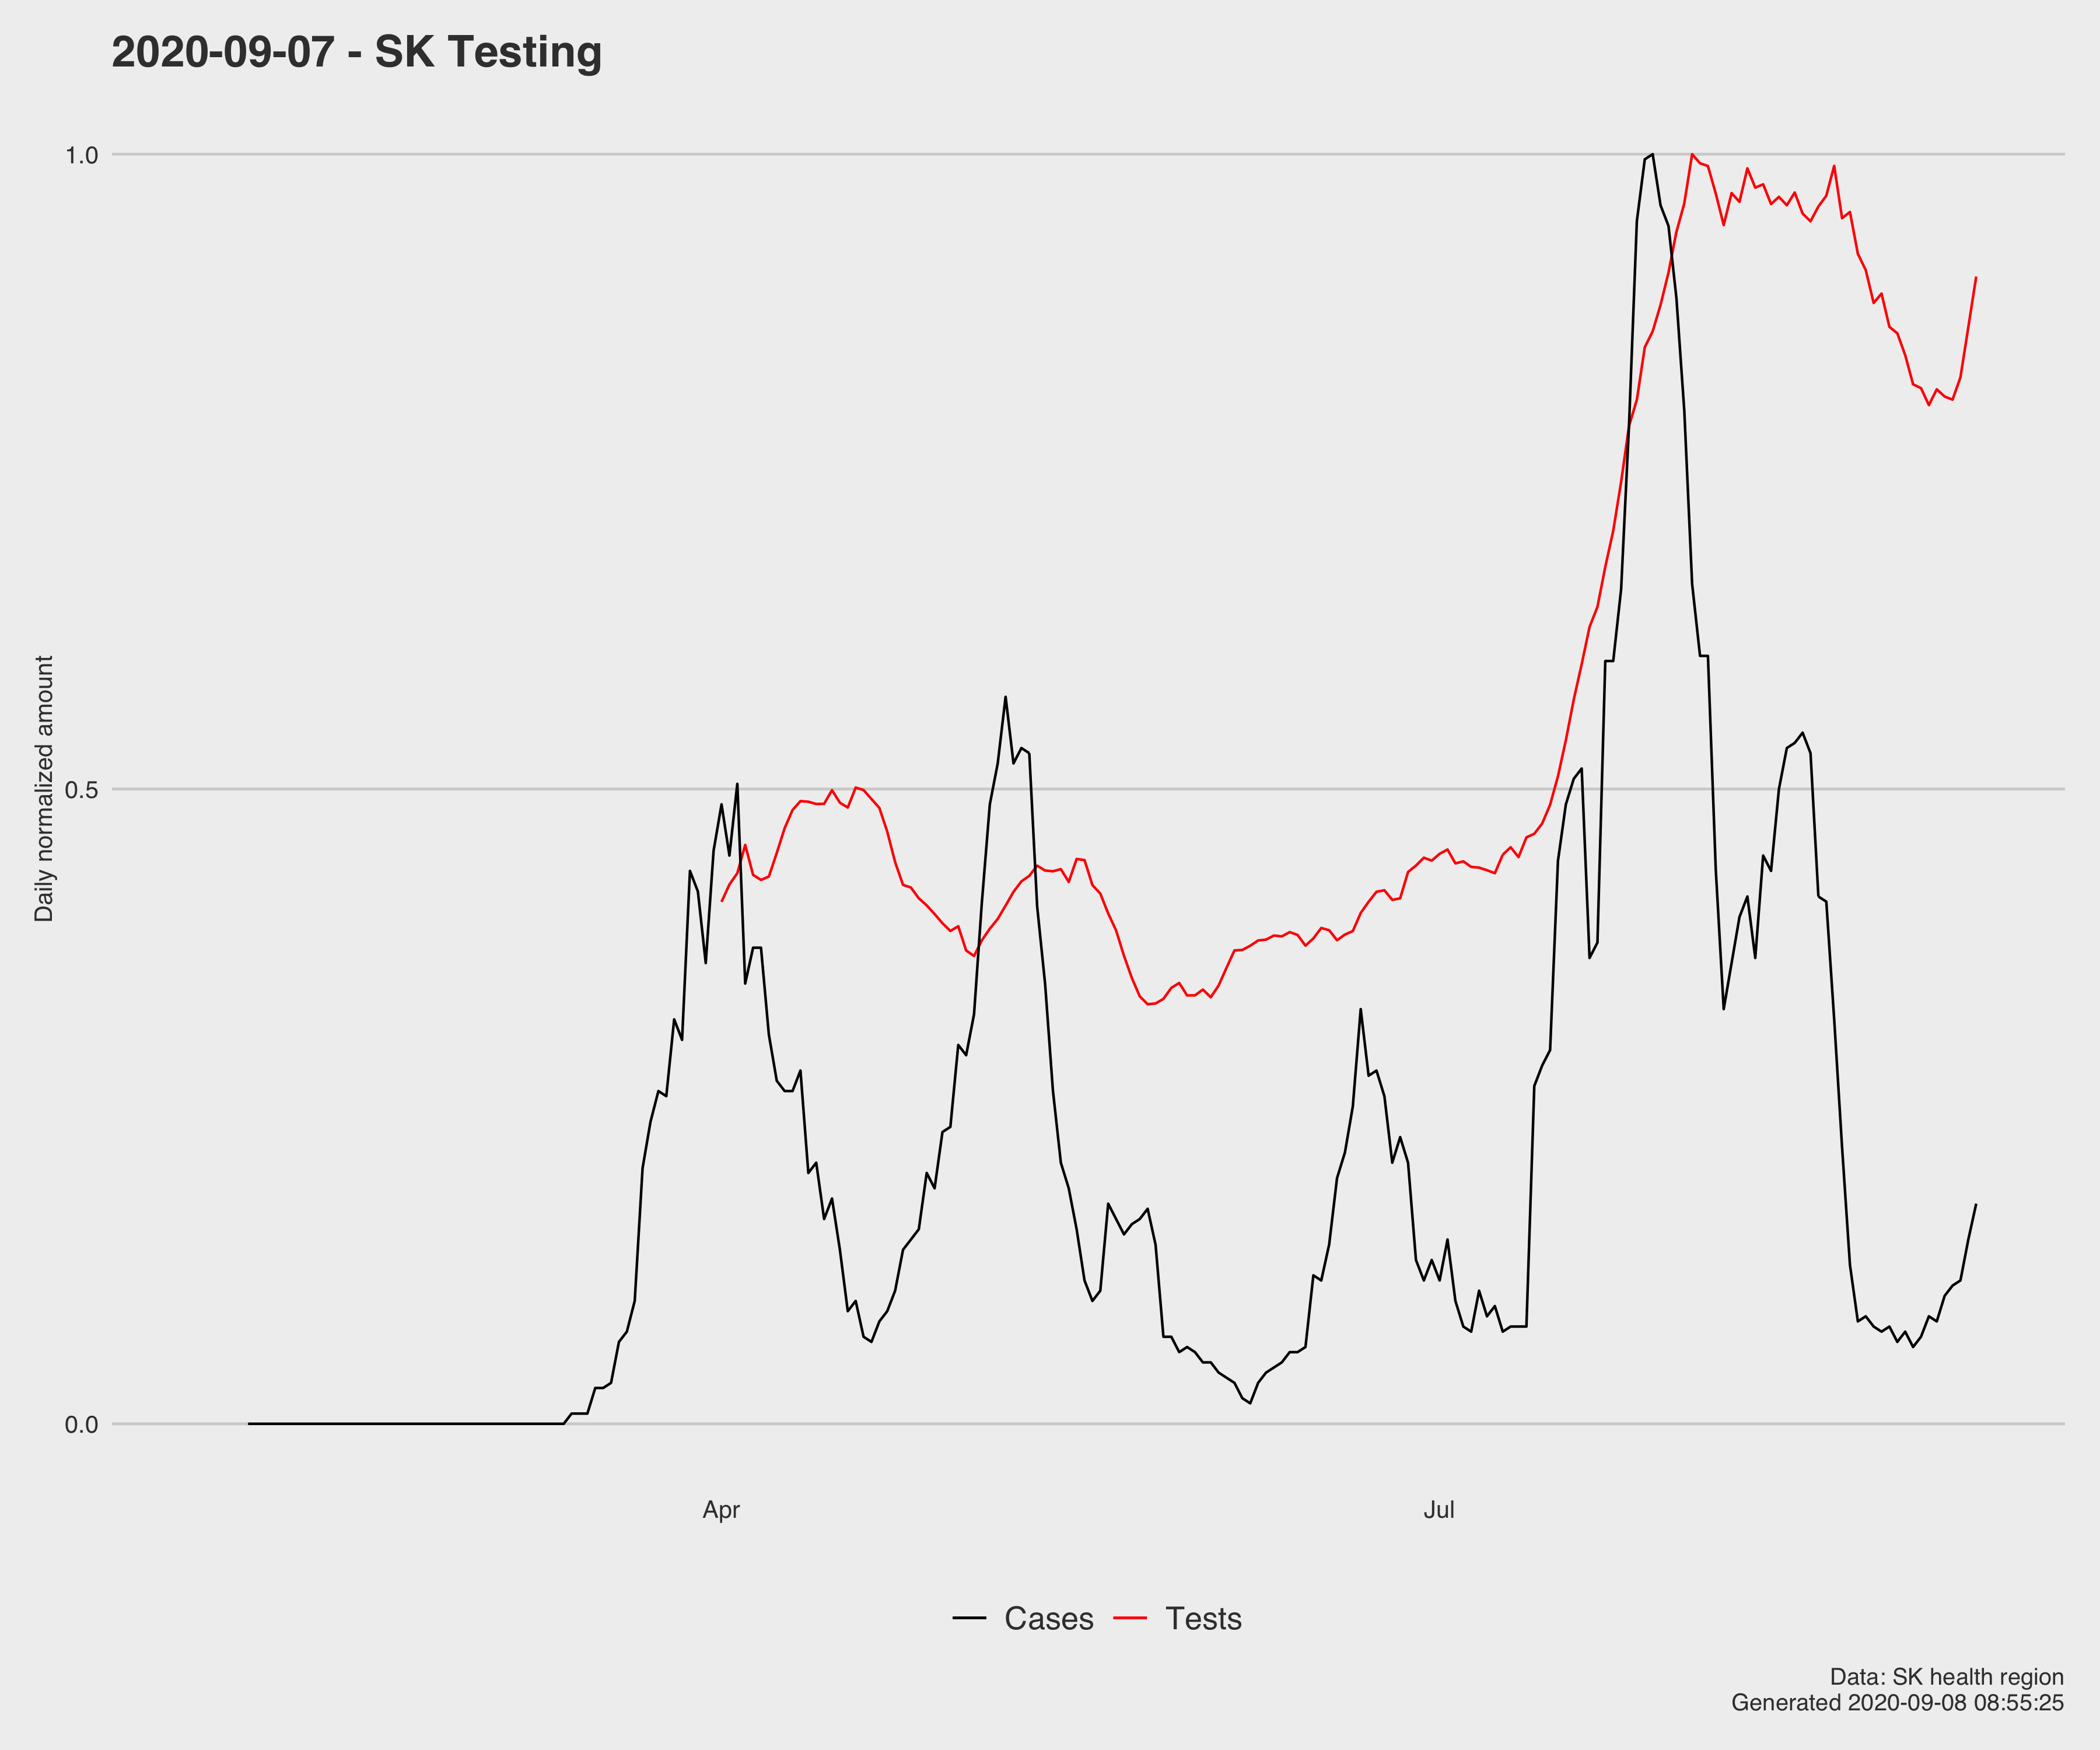 2020-09-07 - SK Testing
1.0
0.5
0.0
Daily normalized amount
Apr
Jul
Cases
Tests
Data: SK health region
Generated 2020-09-08 08:55:25